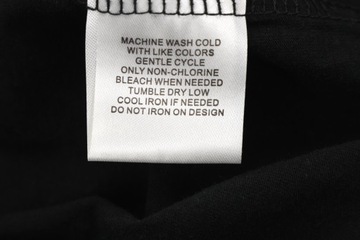 MACHINE WASH COLD
WITH LIKE COLORS
GENTLE CYCLE
ONLY NON-CHLORINE
BLEACH WHEN NEEDED
TUMBLE DRY LOW
COOL IRON IF NEEDED
DO NOT IRON ON DESIGN